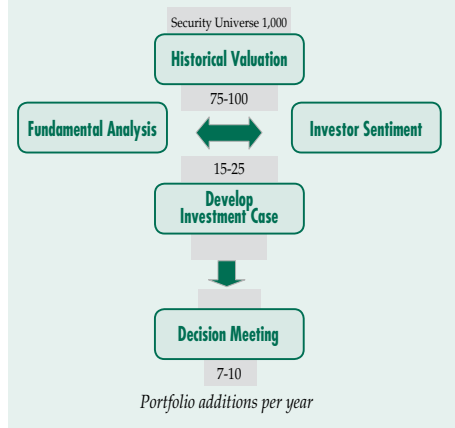 Security Universe 1,000
Historical Valuation
75-100
Fundamental Analysis
Investor Sentiment
15-25
Develop
Investment Case
Decision Meeting
7-10
Portfolio additions per year